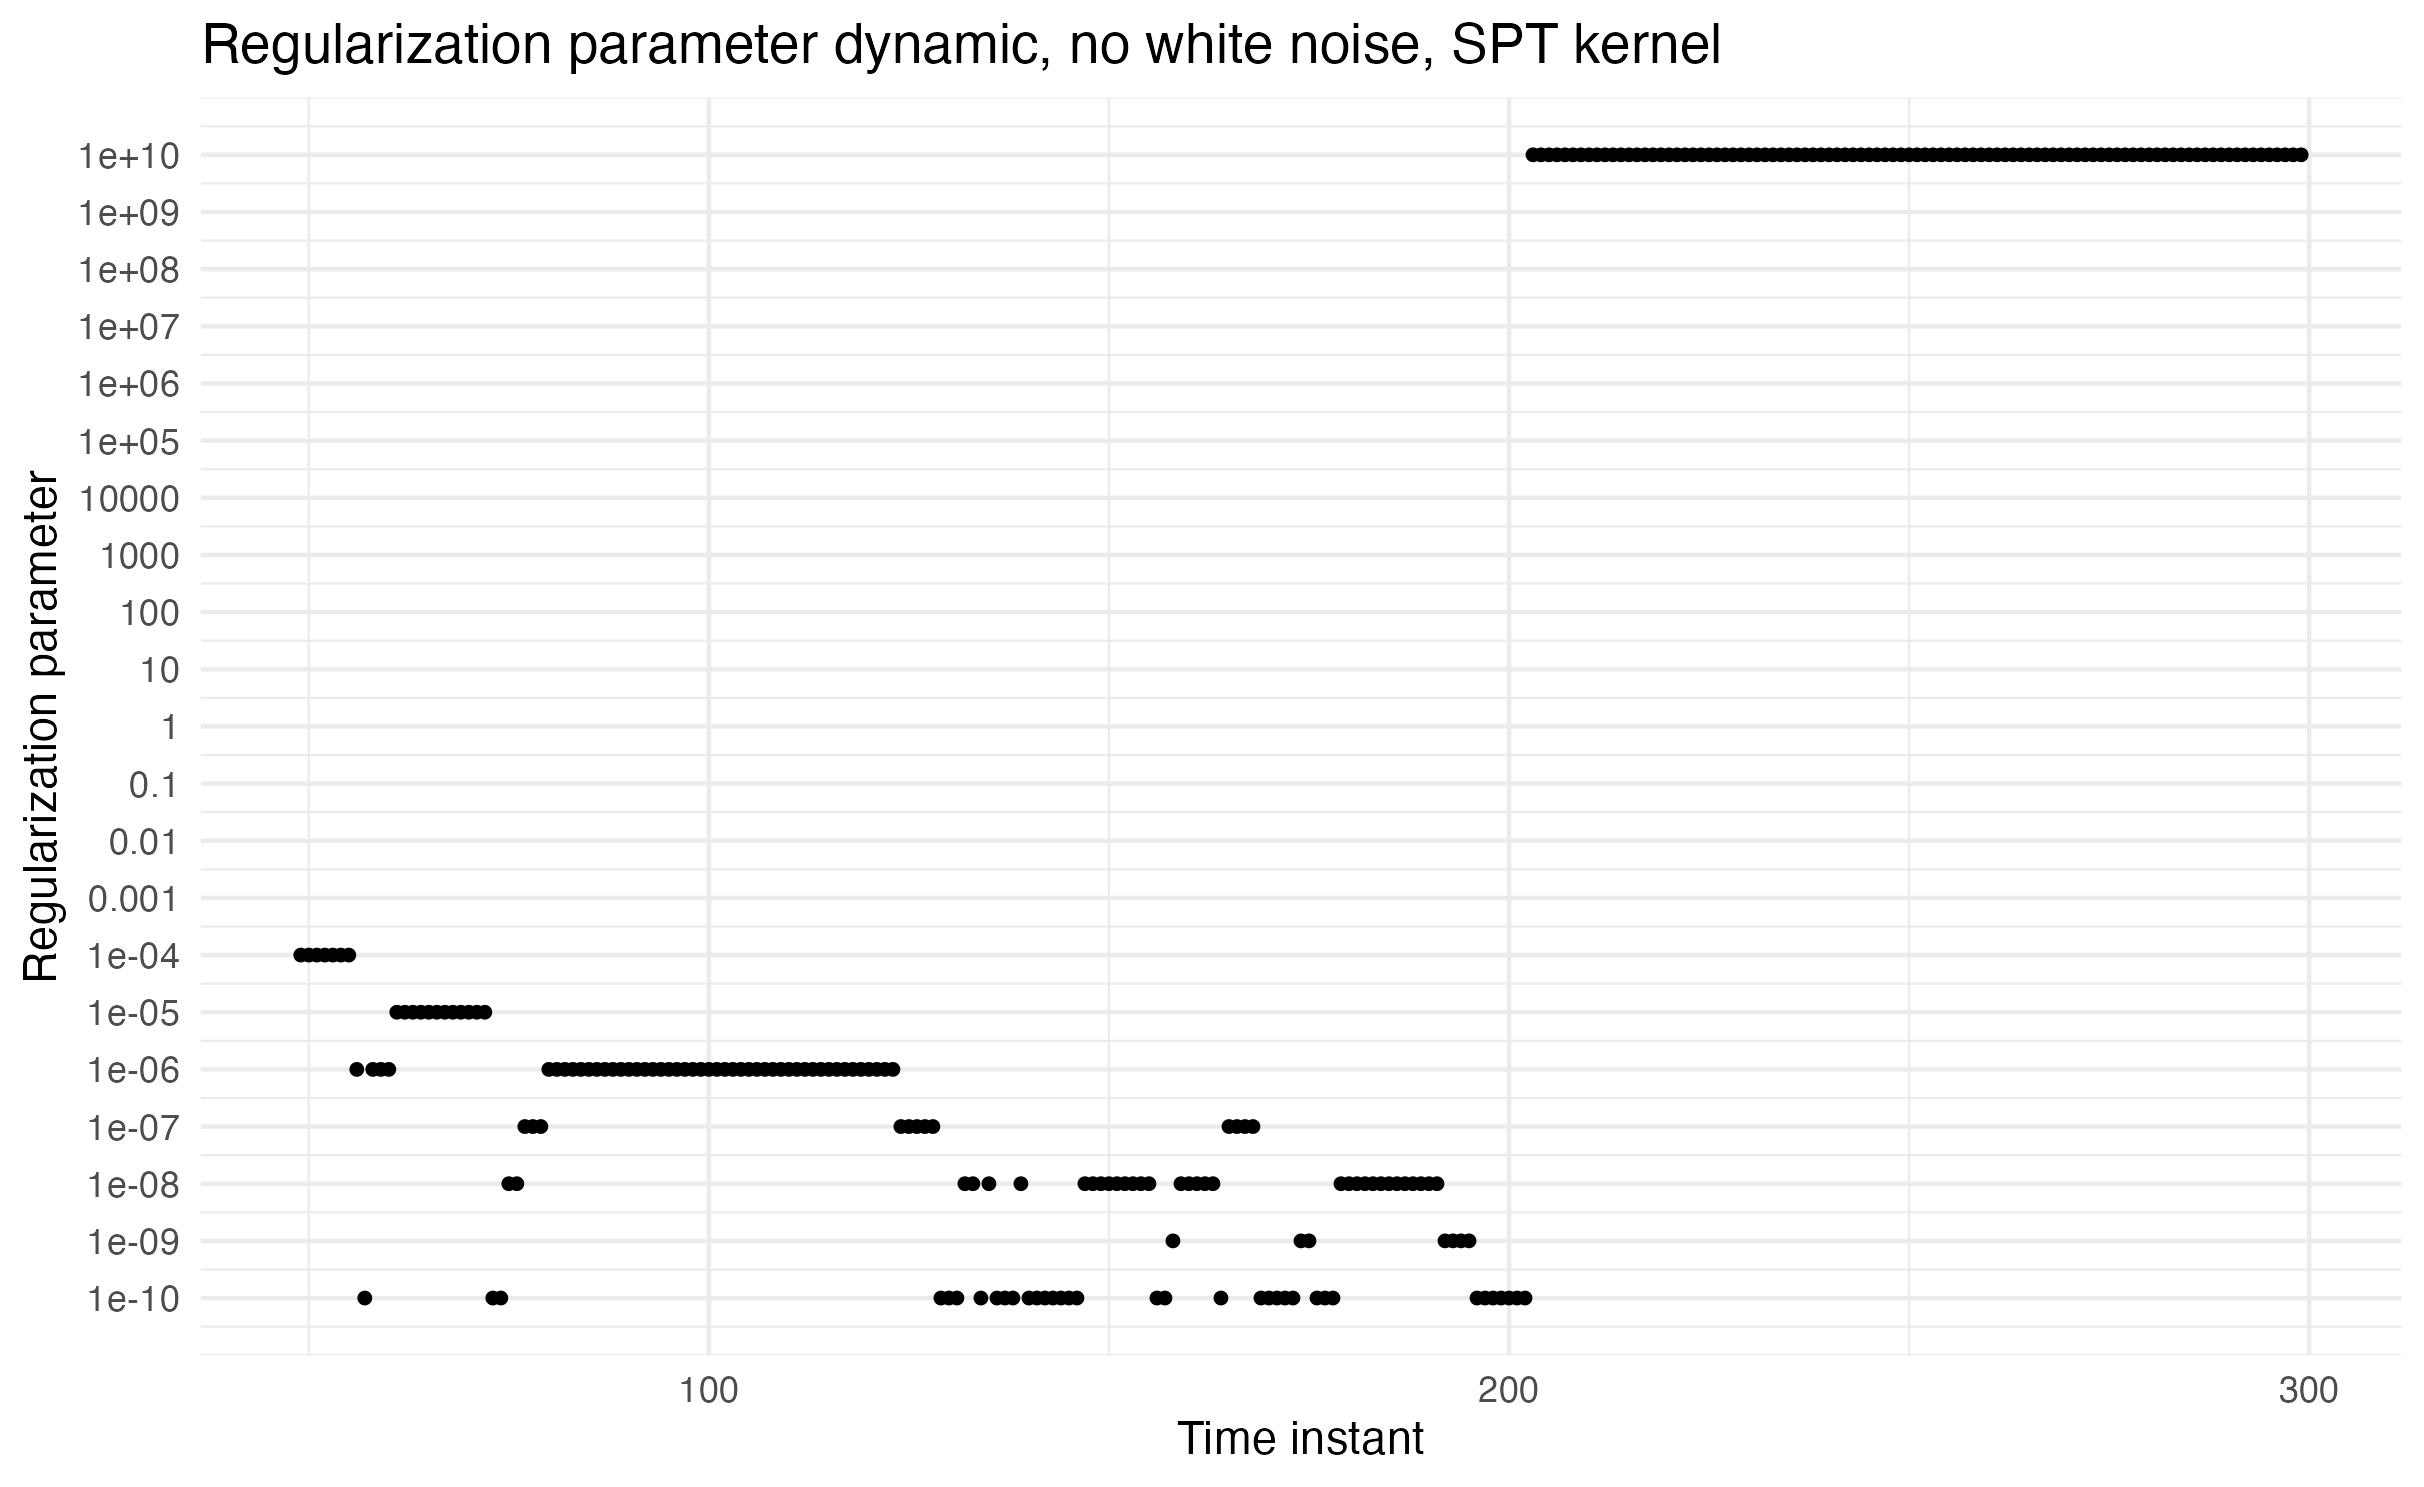 Regularization parameter dynamic, no white noise, SPT kernel
Regularization parameter
1e+10
1e+09
1e+08
1e+07
1e+06
1e+05
10000
1000
100
10
1
0.1
0.01
0.001
1e-04
1e-05
1e-06
1e-07
1e-08
1e-09
1e-10
100 200 300
Time instant